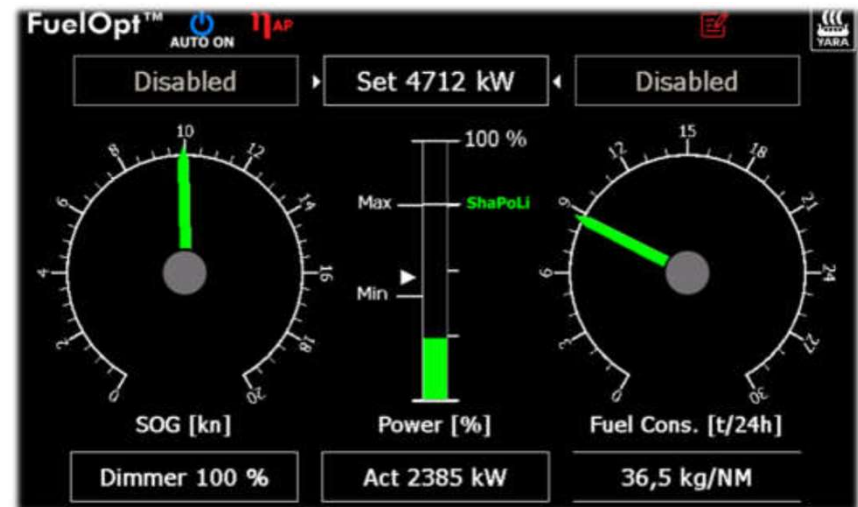 FuelOpt™ AUTO ON ηAP YARA
Disabled Set 4712 kW Disabled
0 2 4 6 8 10 12 14 16 18 20
100 %
Max ShaPoLi
Min
0 3 6 9 12 15 18 21 24 27 30
SOG [kn] Power [%] Fuel Cons. [t/24h]
Dimmer 100 % Act 2385 kW 36,5 kg/NM